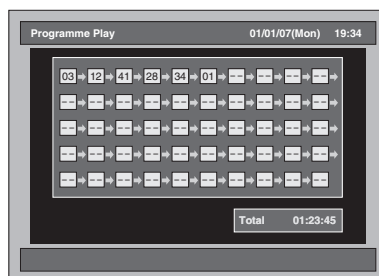 Programme Play 01/01/07(Mon) 19:34
03 → 12 → 41 → 28 → 34 → 01 → -- → -- → -- → -- →
-- → -- → -- → -- → -- → -- → -- → -- → -- → -- →
-- → -- → -- → -- → -- → -- → -- → -- → -- → -- →
-- → -- → -- → -- → -- → -- → -- → -- → -- → -- →
-- → -- → -- → -- → -- → -- → -- → -- → -- → --
Total 01:23:45